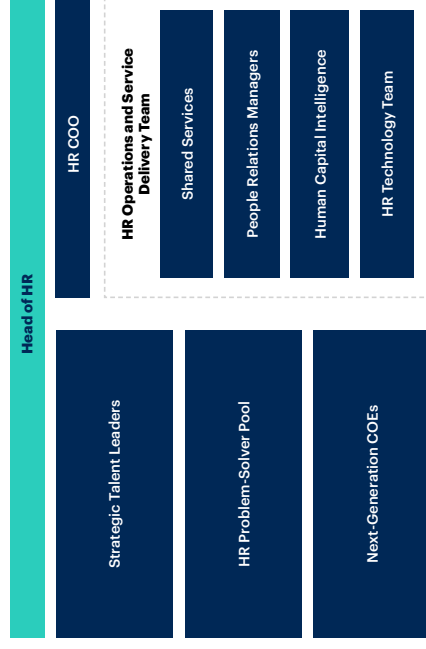 Head of HR
Strategic Talent Leaders
HR Problem-Solver Pool
Next-Generation COEs
HR COO
HR Operations and Service
Delivery Team
Shared Services
People Relations Managers
Human Capital Intelligence
HR Technology Team